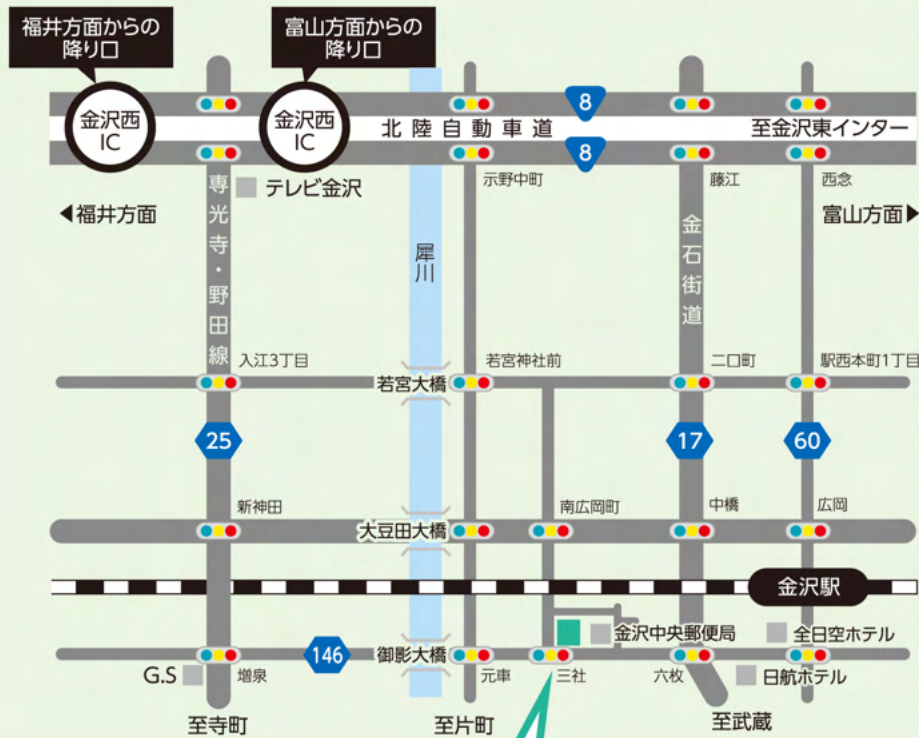 福井方面からの
降り口
富山方面からの
降り口
金沢西
IC
金沢西
IC
8
北陸自動車道
至金沢東インター
8
テレビ金沢
示野中町
藤江
西念
◀福井方面
富山方面▶
専光寺・野田線
犀川
金石街道
入江3丁目
若宮大橋
若宮神社前
二口町
駅西本町1丁目
25
17
60
新神田
大豆田大橋
南広岡町
中橋
広岡
金沢駅
金沢中央郵便局
全日空ホテル
146
御影大橋
G.S
増泉
元車
三社
六枚
日航ホテル
至寺町
至片町
至武蔵